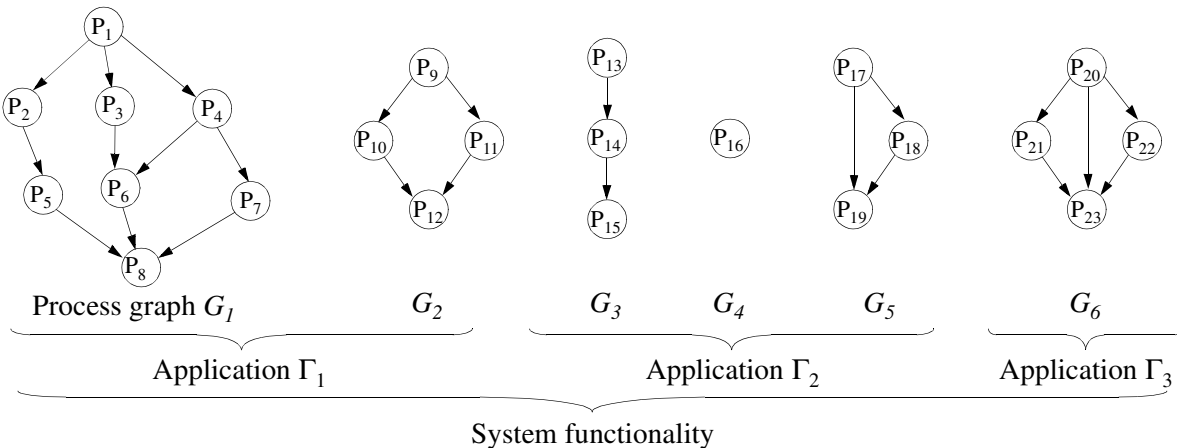 P1
P9
P13
P17
P20
P2
P3
P4
P10
P11
P14
P16
P18
P21
P22
P5
P6
P7
P12
P15
P19
P23
P8
Process graph G1 G2 G3 G4 G5 G6
Application Γ1 Application Γ2 Application Γ3
System functionality